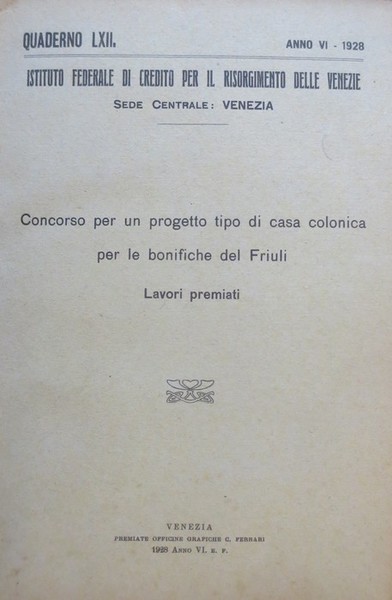 QUADERNO LXII.
ANNO VI - 1928
ISTITUTO FEDERALE DI CREDITO PER IL RISORGIMENTO DELLE VENEZIE
SEDE CENTRALE: VENEZIA
Concorso per un progetto tipo di casa colonica
per le bonifiche del Friuli
Lavori premiati
VENEZIA
PREMIATE OFFICINE GRAFICHE C. FERRARI
1928 ANNO VI. E. F.